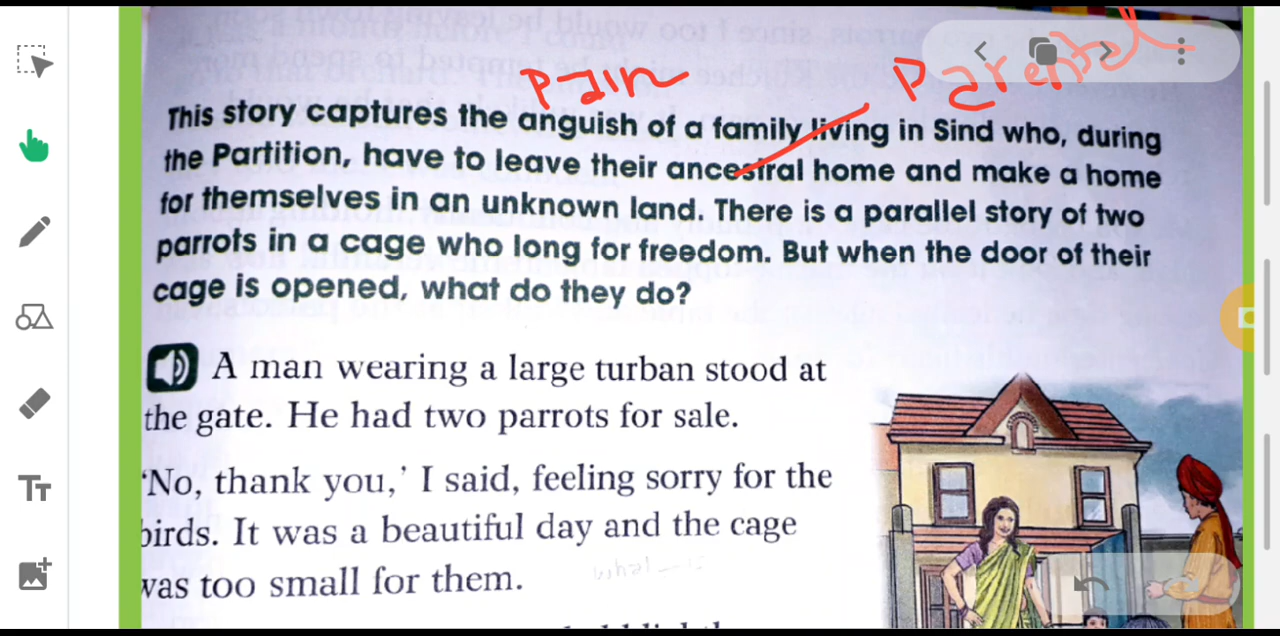 Pain Parental
This story captures the anguish of a family living in Sind who, during
the Partition, have to leave their ancestral home and make a home
for themselves in an unknown land. There is a parallel story of two
parrots in a cage who long for freedom. But when the door of their
cage is opened, what do they do?
A man wearing a large turban stood at
the gate. He had two parrots for sale.
‘No, thank you,’ I said, feeling sorry for the
birds. It was a beautiful day and the cage
was too small for them.